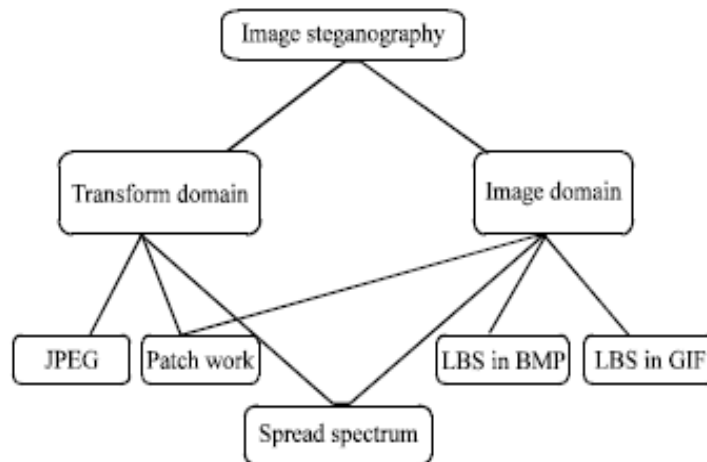 Image steganography
Transform domain
Image domain
JPEG
Patch work
LBS in BMP
LBS in GIF
Spread spectrum